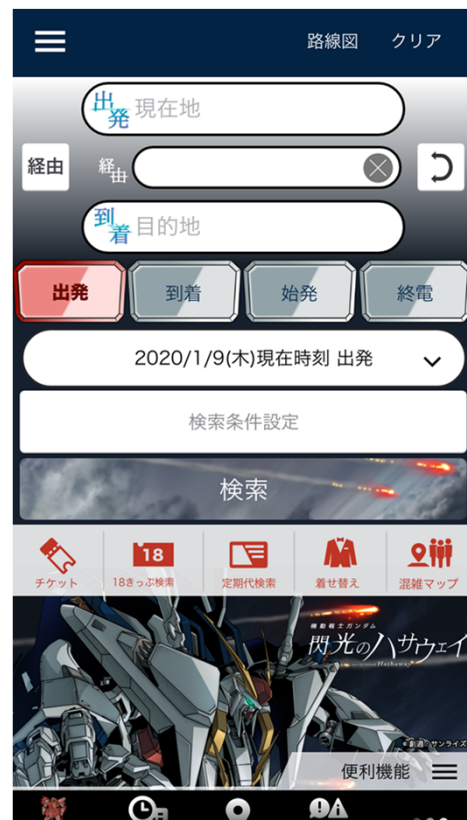 路線図 クリア
出発 現在地
経由 経由
到着 目的地
出発 到着 始発 終電
2020/1/9(木)現在時刻 出発
検索条件設定
検索
18
チケット 18きっぷ検索 定期代検索 着せ替え 混雑マップ
機動戦士ガンダム
閃光のハサウェイ
Hathaway
©創通・サンライズ
便利機能